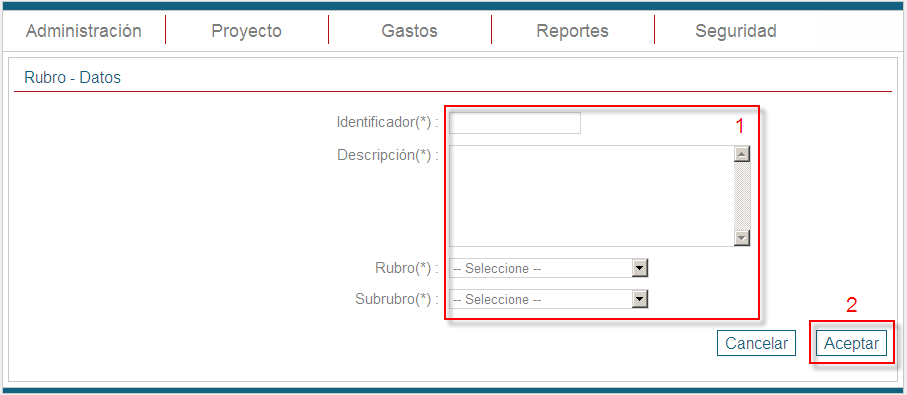 Administración Proyecto Gastos Reportes Seguridad
Rubro - Datos
Identificador(*) :
1
Descripción(*) :
Rubro(*) : -- Seleccione --
Subrubro(*) : -- Seleccione --
2
Cancelar Aceptar